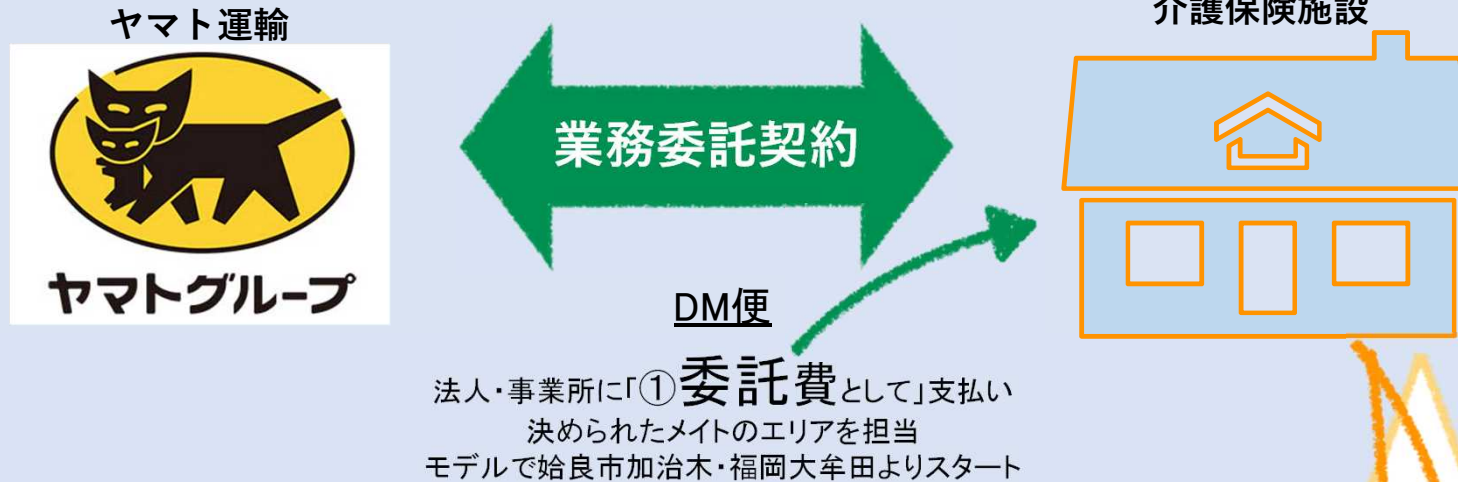 ヤマト運輸
介護保険施設
業務委託契約
ヤマトグループ
DM便
法人・事業所に「①委託費として」支払い
決められたメイトのエリアを担当
モデルで姶良市加治木・福岡大牟田よりスタート